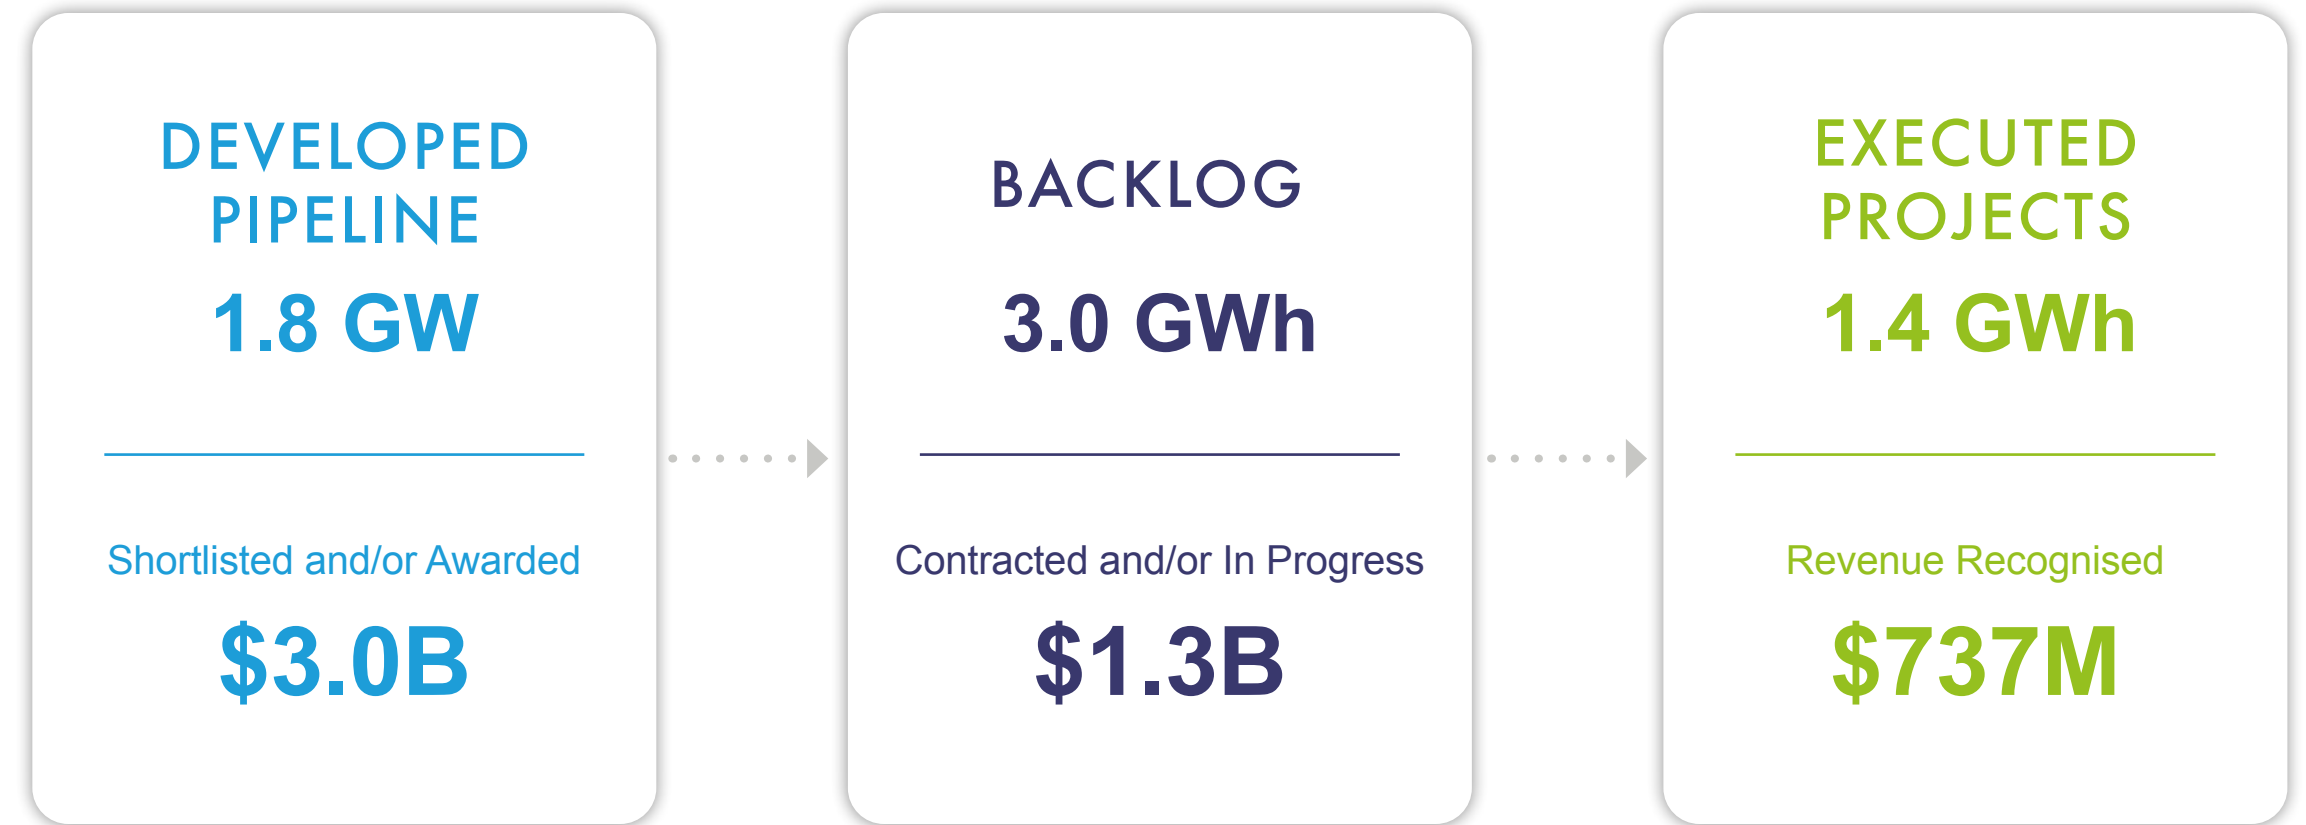 DEVELOPED
PIPELINE
1.8 GW
Shortlisted and/or Awarded
$3.0B
BACKLOG
3.0 GWh
Contracted and/or In Progress
$1.3B
EXECUTED
PROJECTS
1.4 GWh
Revenue Recognised
$737M